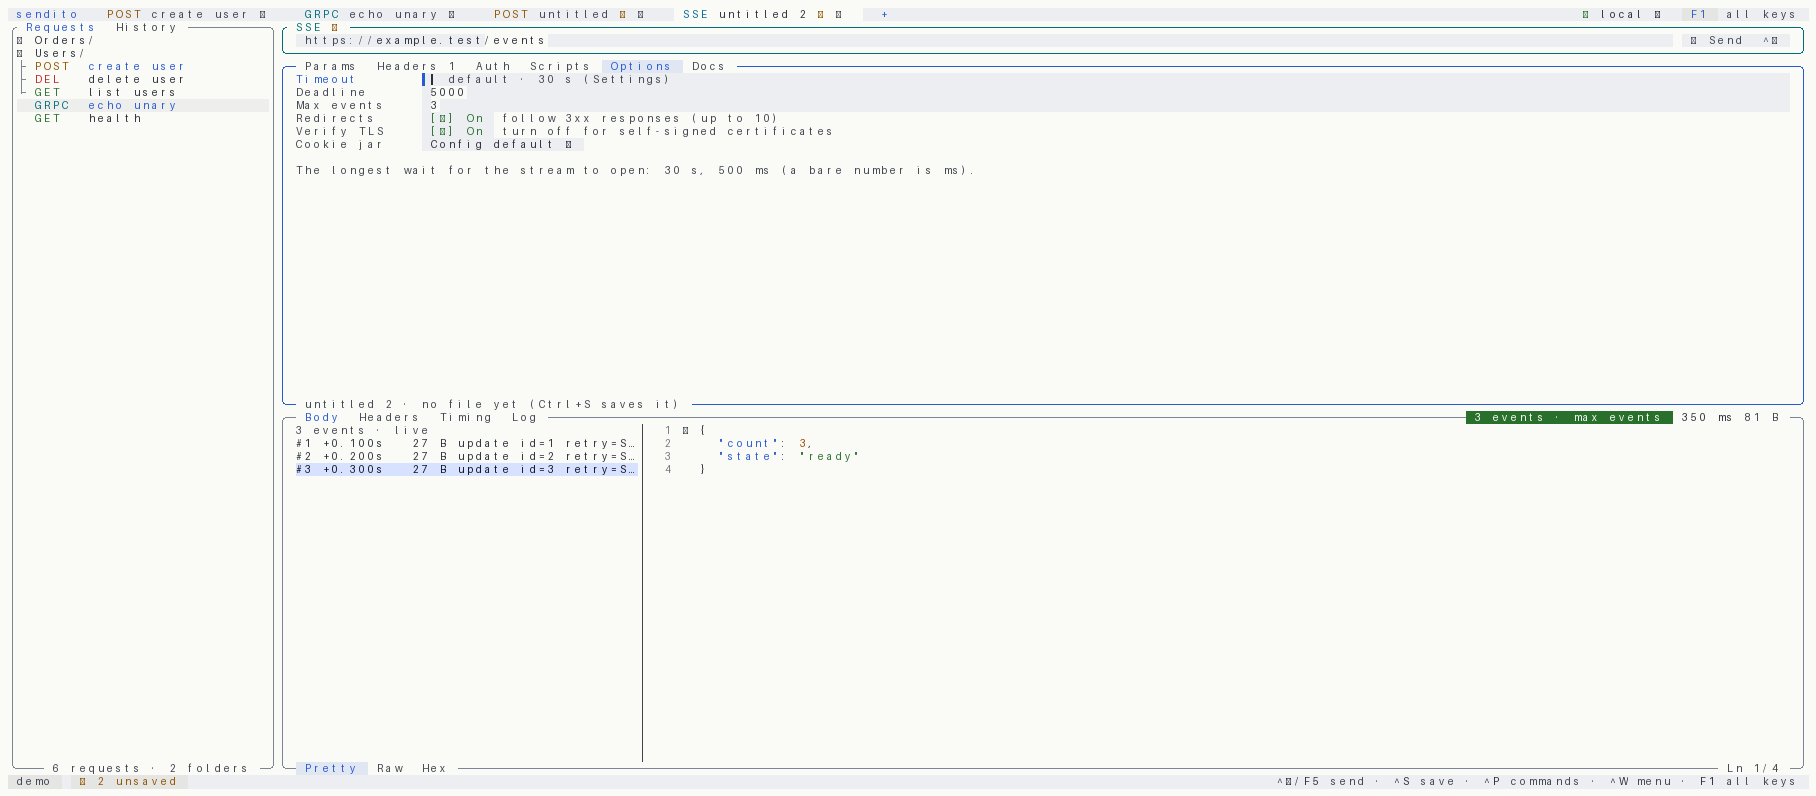 sendito POST create user GRPC echo unary POST untitled SSE untitled 2 + local F1 all keys
Requests History
Orders/
Users/
POST create user
DEL delete user
GET list users
GRPC echo unary
GET health
6 requests · 2 folders
SSE
https://example.test/events Send ^
Params Headers 1 Auth Scripts Options Docs
Timeout default · 30 s (Settings)
Deadline 5000
Max events 3
Redirects [ ] On follow 3xx responses (up to 10)
Verify TLS [ ] On turn off for self-signed certificates
Cookie jar Config default
The longest wait for the stream to open: 30 s, 500 ms (a bare number is ms).
untitled 2 · no file yet (Ctrl+S saves it)
Body Headers Timing Log 3 events · max events 350 ms 81 B
3 events · live
#1 +0.100s 27 B update id=1 retry=S…
#2 +0.200s 27 B update id=2 retry=S…
#3 +0.300s 27 B update id=3 retry=S…
1 {
2 "count": 3,
3 "state": "ready"
4 }
Pretty Raw Hex Ln 1/4
demo 2 unsaved ^ /F5 send · ^S save · ^P commands · ^W menu · F1 all keys